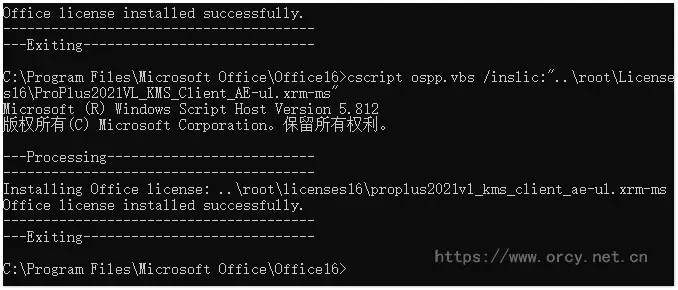 Office license installed successfully.
---------------------------------------
---Exiting-----------------------------
C:\Program Files\Microsoft Office\Office16>cscript ospp.vbs /inslic:"..\root\License
s16\ProPlus2021VL_KMS_Client_AE-ul.xrm-ms"
Microsoft (R) Windows Script Host Version 5.812
版权所有(C) Microsoft Corporation。保留所有权利。
---Processing--------------------------
---------------------------------------
Installing Office license: ..\root\licenses16\proplus2021vl_kms_client_ae-ul.xrm-ms
Office license installed successfully.
---------------------------------------
---Exiting-----------------------------
C:\Program Files\Microsoft Office\Office16>
https://www.orcy.net.cn